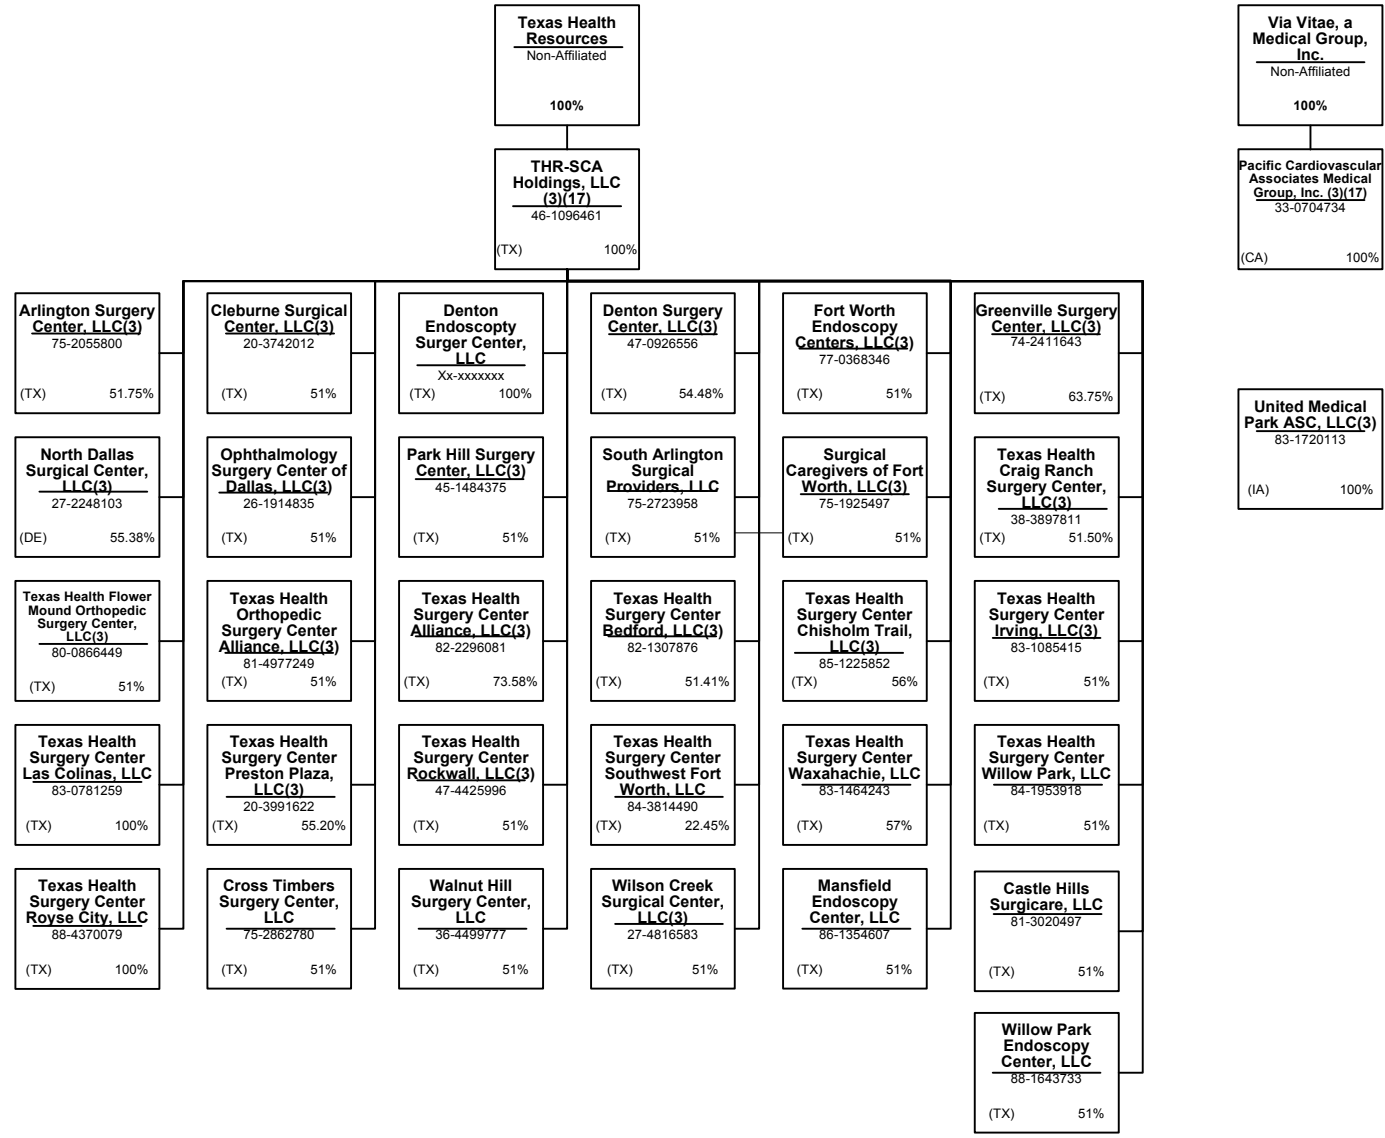 Texas Health
Resources
Non-Affiliated
100%
Via Vitae, a
Medical Group,
Inc.
Non-Affiliated
100%
THR-SCA
Holdings, LLC
(3)(17)
46-1096461
(TX) 100%
Pacific Cardiovascular
Associates Medical
Group, Inc. (3)(17)
33-0704734
(CA) 100%
Arlington Surgery
Center, LLC(3)
75-2055800
(TX) 51.75%
Cleburne Surgical
Center, LLC(3)
20-3742012
(TX) 51%
Denton
Endoscopty
Surger Center,
LLC
Xx-xxxxxxx
(TX) 100%
Denton Surgery
Center, LLC(3)
47-0926556
(TX) 54.48%
Fort Worth
Endoscopy
Centers, LLC(3)
77-0368346
(TX) 51%
Greenville Surgery
Center, LLC(3)
74-2411643
(TX) 63.75%
United Medical
Park ASC, LLC(3)
83-1720113
(IA) 100%
North Dallas
Surgical Center,
LLC(3)
27-2248103
(DE) 55.38%
Ophthalmology
Surgery Center of
Dallas, LLC(3)
26-1914835
(TX) 51%
Park Hill Surgery
Center, LLC(3)
45-1484375
(TX) 51%
South Arlington
Surgical
Providers, LLC
75-2723958
(TX) 51%
Surgical
Caregivers of Fort
Worth, LLC(3)
75-1925497
(TX) 51%
Texas Health
Craig Ranch
Surgery Center,
LLC(3)
38-3897811
(TX) 51.50%
Texas Health Flower
Mound Orthopedic
Surgery Center,
LLC(3)
80-0866449
(TX) 51%
Texas Health
Orthopedic
Surgery Center
Alliance, LLC(3)
81-4977249
(TX) 51%
Texas Health
Surgery Center
Alliance, LLC(3)
82-2296081
(TX) 73.58%
Texas Health
Surgery Center
Bedford, LLC(3)
82-1307876
(TX) 51.41%
Texas Health
Surgery Center
Chisholm Trail,
LLC(3)
85-1225852
(TX) 56%
Texas Health
Surgery Center
Irving, LLC(3)
83-1085415
(TX) 51%
Texas Health
Surgery Center
Las Colinas, LLC
83-0781259
(TX) 100%
Texas Health
Surgery Center
Preston Plaza,
LLC(3)
20-3991622
(TX) 55.20%
Texas Health
Surgery Center
Rockwall, LLC(3)
47-4425996
(TX) 51%
Texas Health
Surgery Center
Southwest Fort
Worth, LLC
84-3814490
(TX) 22.45%
Texas Health
Surgery Center
Waxahachie, LLC
83-1464243
(TX) 57%
Texas Health
Surgery Center
Willow Park, LLC
84-1953918
(TX) 51%
Texas Health
Surgery Center
Royse City, LLC
88-4370079
(TX) 100%
Cross Timbers
Surgery Center,
LLC
75-2862780
(TX) 51%
Walnut Hill
Surgery Center,
LLC
36-4499777
(TX) 51%
Wilson Creek
Surgical Center,
LLC(3)
27-4816583
(TX) 51%
Mansfield
Endoscopy
Center, LLC
86-1354607
(TX) 51%
Castle Hills
Surgicare, LLC
81-3020497
(TX) 51%
Willow Park
Endoscopy
Center, LLC
88-1643733
(TX) 51%